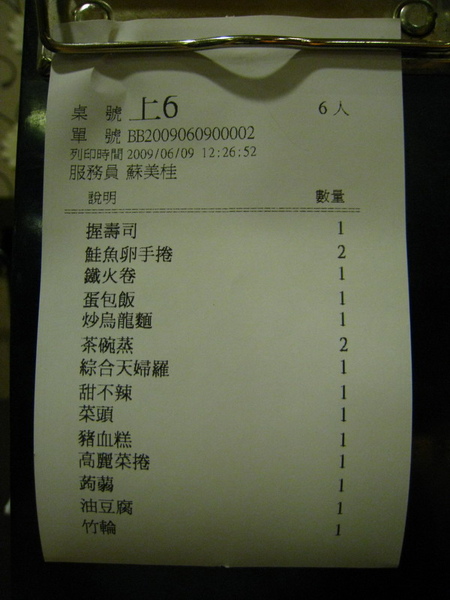 桌 號 上6 6 人
單 號 BB2009060900002
列印時間 2009/06/09 12:26:52
服務員 蘇美桂
說明 數量
握壽司 1
鮭魚卵手捲 2
鐵火卷 1
蛋包飯 1
炒烏龍麵 1
茶碗蒸 2
綜合天婦羅 1
甜不辣 1
菜頭 1
豬血糕 1
高麗菜捲 1
蒟蒻 1
油豆腐 1
竹輪 1